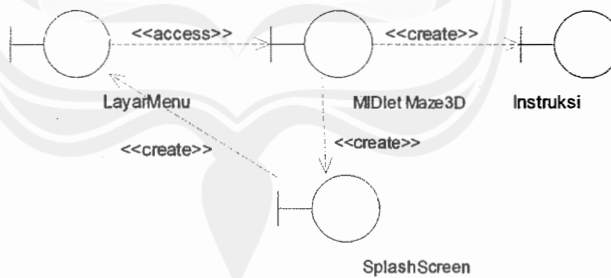 <<access>>
<<create>>
LayarMenu
MIDlet Maze3D
Instruksi
<<create>>
<<create>>
SplashScreen